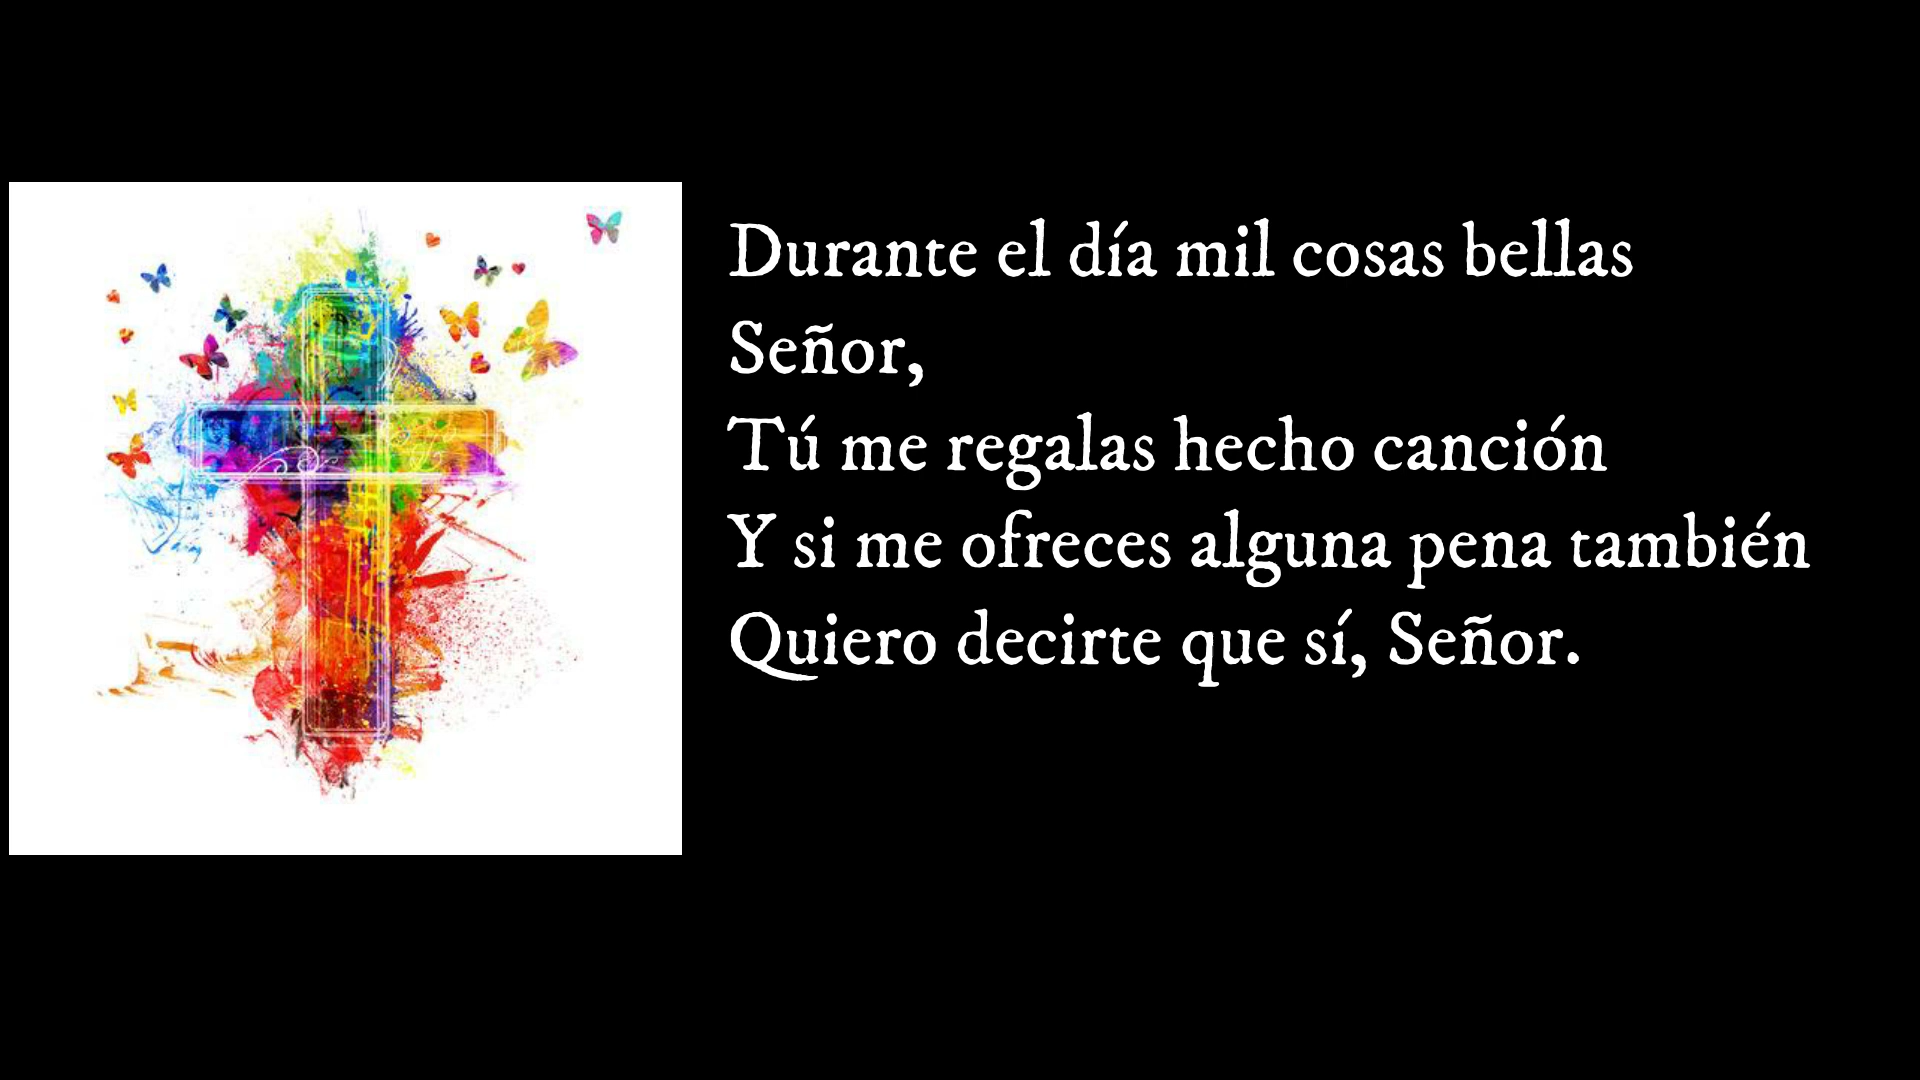 Durante el día mil cosas bellas
Señor,
Tú me regalas hecho canción
Y si me ofreces alguna pena también
Quiero decirte que sí, Señor.